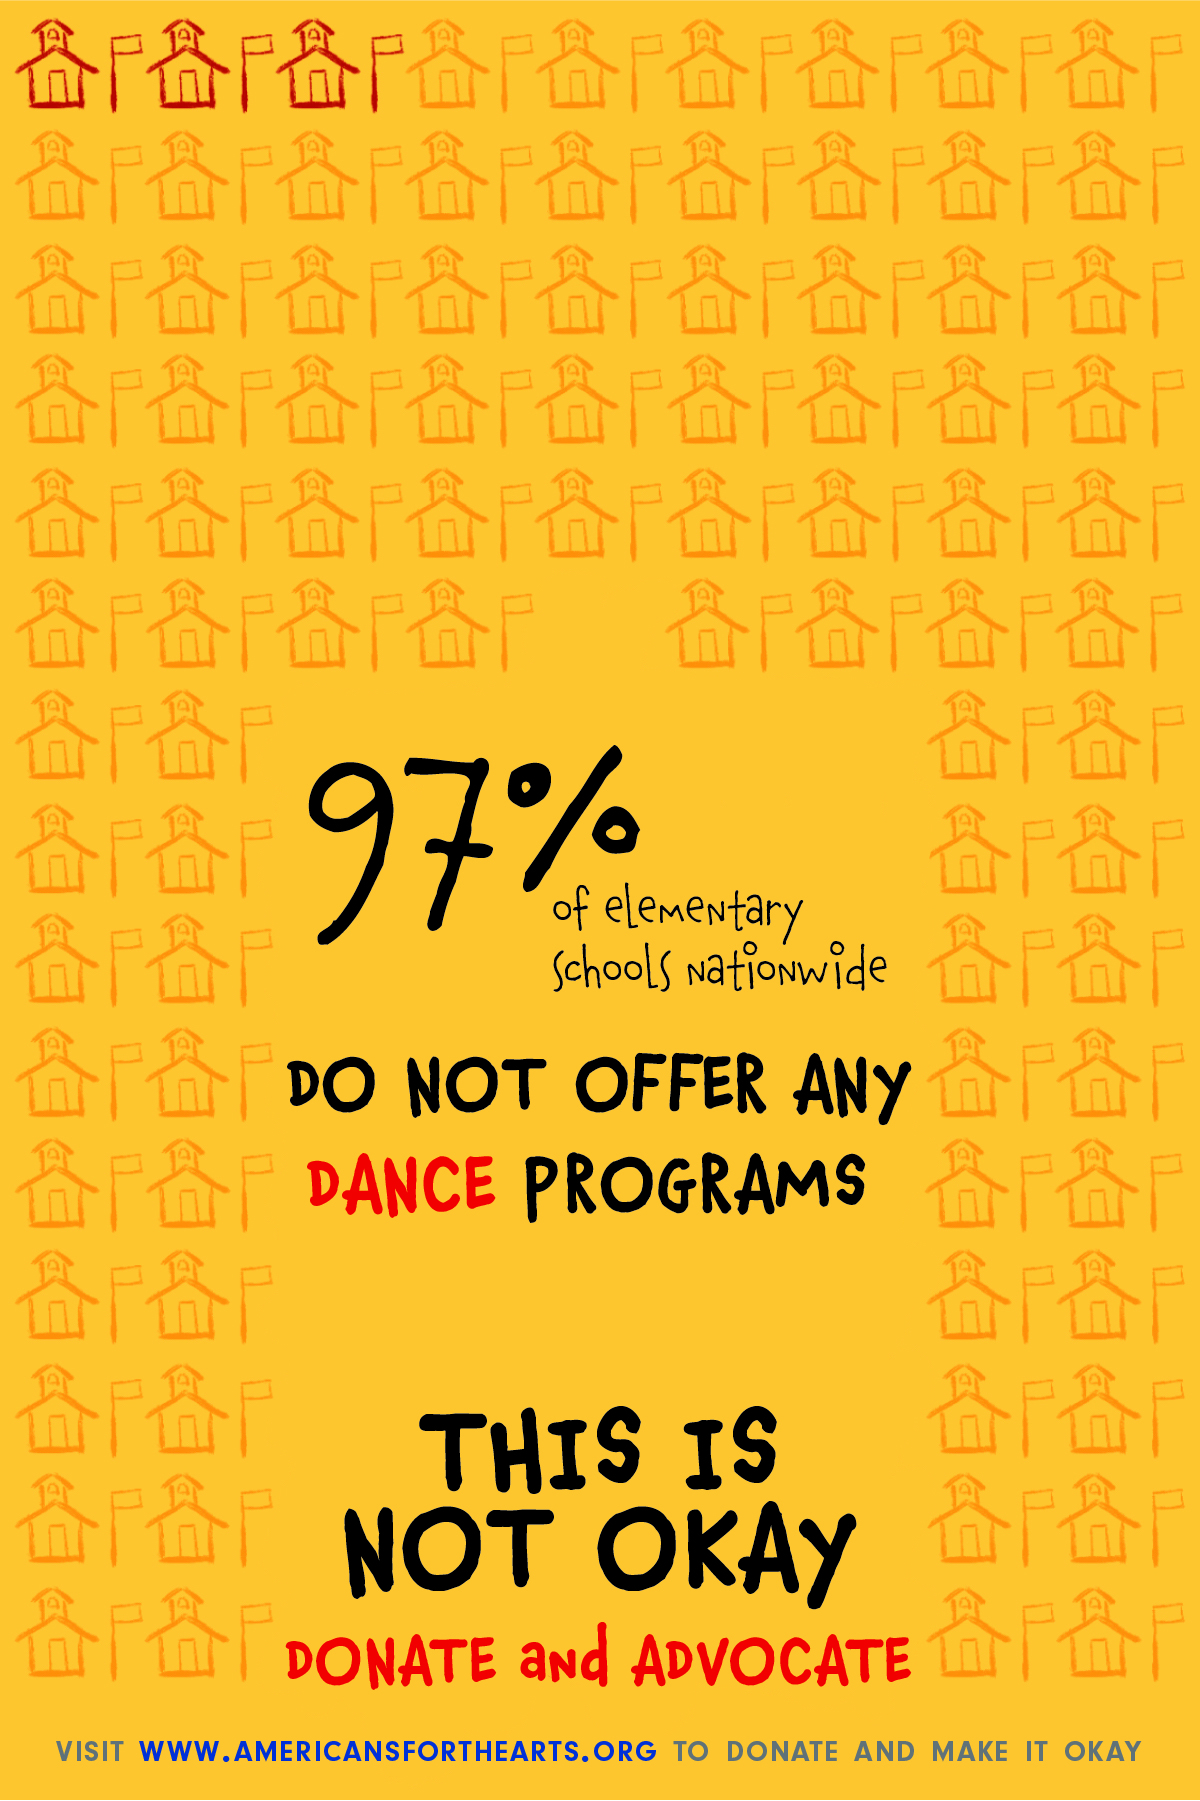 97%
of elementary
schools nationwide
DO NOT OFFER ANY
DANCE PROGRAMS
THIS IS
NOT OKAY
DONATE and ADVOCATE
VISIT WWW.AMERICANSFORTHEARTS.ORG TO DONATE AND MAKE IT OKAY